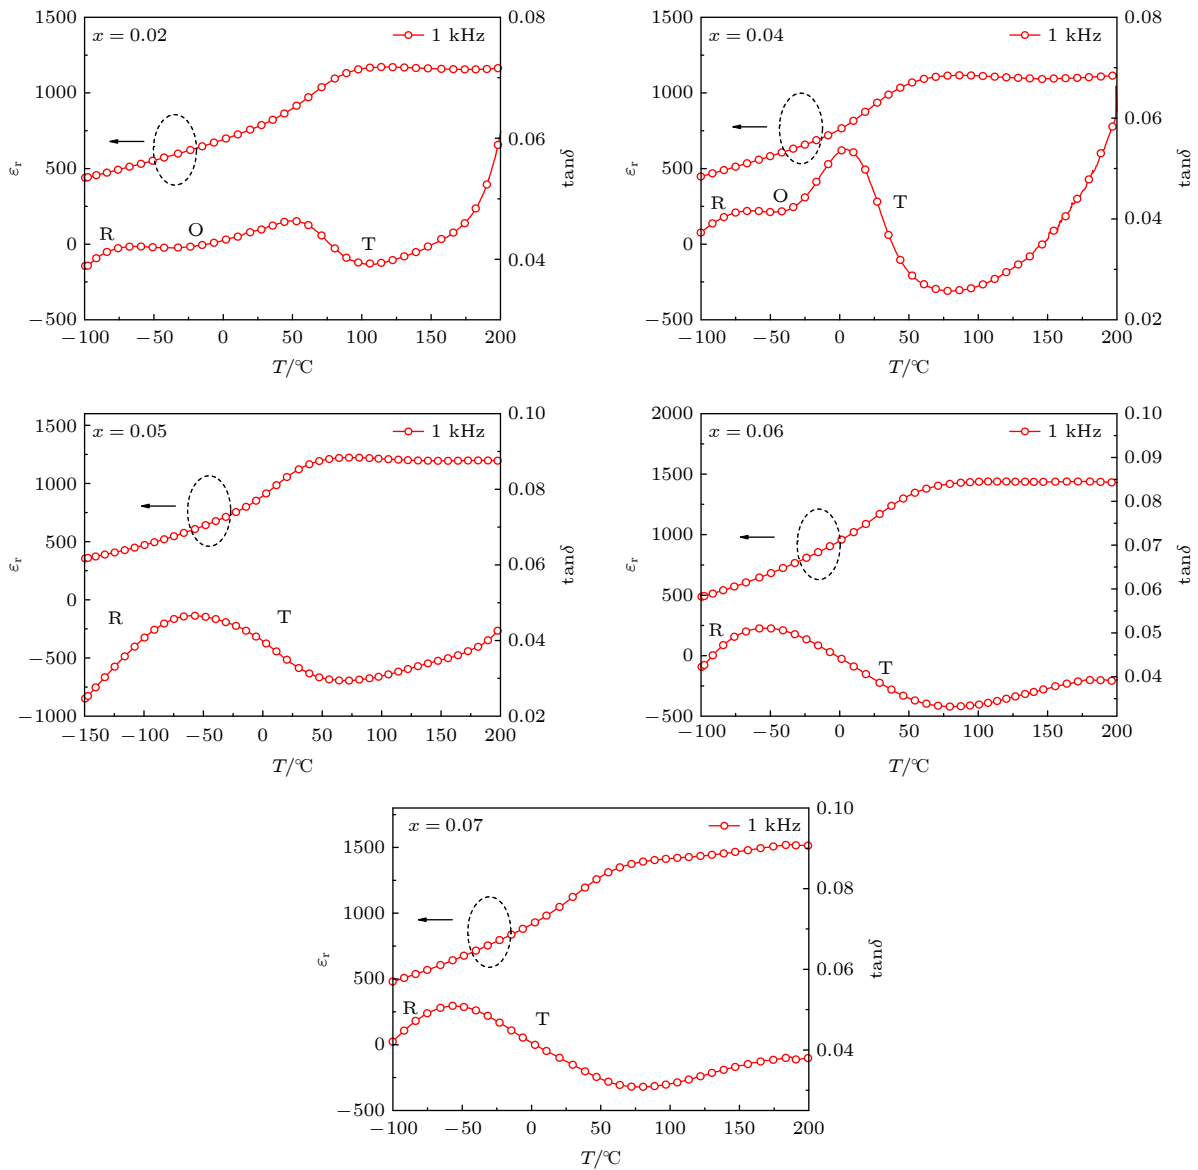 x = 0.02
1 kHz
1500
1000
500
0
−500
εr
R
O
T
0.08
0.06
0.04
tanδ
−100
−50
0
50
100
150
200
T/℃
x = 0.04
1 kHz
1500
1000
500
0
−500
εr
R
O
T
0.08
0.06
0.04
0.02
tanδ
−100
−50
0
50
100
150
200
T/℃
x = 0.05
1 kHz
1500
1000
500
0
−500
−1000
εr
R
T
0.10
0.08
0.06
0.04
0.02
tanδ
−150
−100
−50
0
50
100
150
200
T/℃
x = 0.06
1 kHz
2000
1500
1000
500
0
−500
εr
R
T
0.10
0.09
0.08
0.07
0.06
0.05
0.04
tanδ
−100
−50
0
50
100
150
200
T/℃
x = 0.07
1 kHz
1500
1000
500
0
−500
εr
R
T
0.10
0.08
0.06
0.04
tanδ
−100
−50
0
50
100
150
200
T/℃